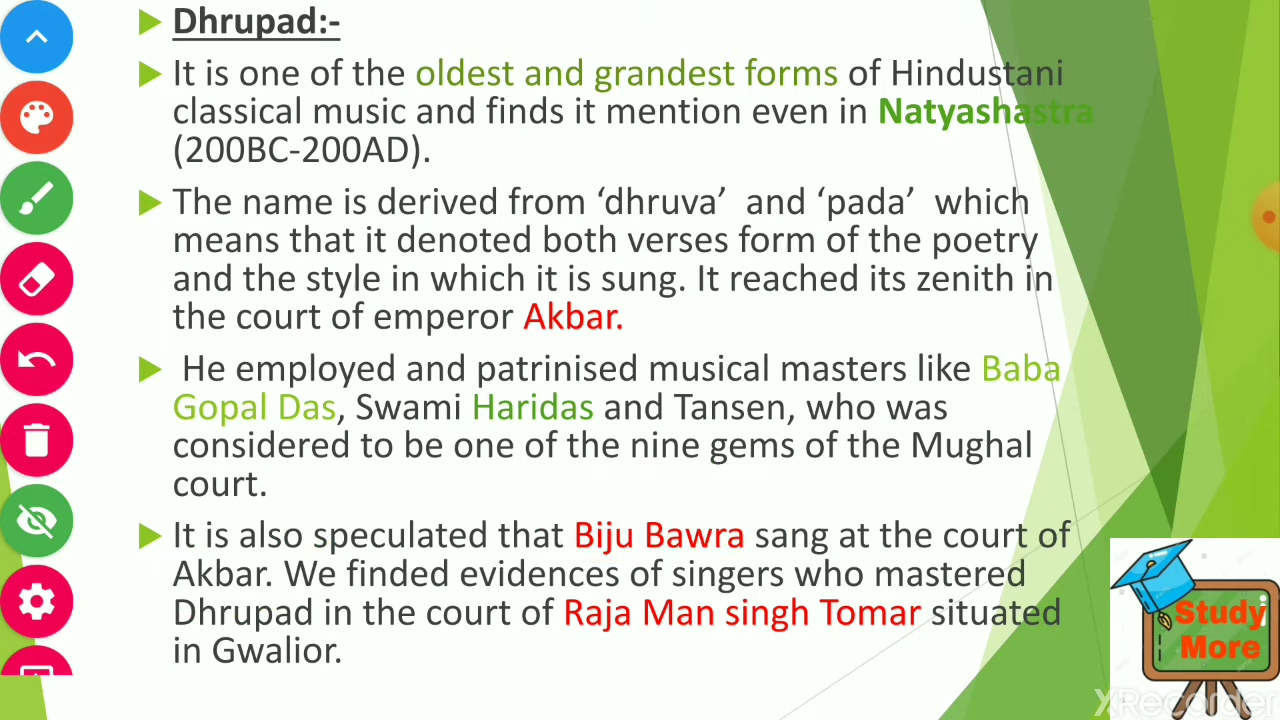 Dhrupad:-
It is one of the oldest and grandest forms of Hindustani
classical music and finds it mention even in Natyashastra
(200BC-200AD).
The name is derived from ‘dhruva’ and ‘pada’ which
means that it denoted both verses form of the poetry
and the style in which it is sung. It reached its zenith in
the court of emperor Akbar.
He employed and patrinised musical masters like Baba
Gopal Das, Swami Haridas and Tansen, who was
considered to be one of the nine gems of the Mughal
court.
It is also speculated that Biju Bawra sang at the court of
Akbar. We finded evidences of singers who mastered
Dhrupad in the court of Raja Man singh Tomar situated
in Gwalior.
Study
More
XRecorder